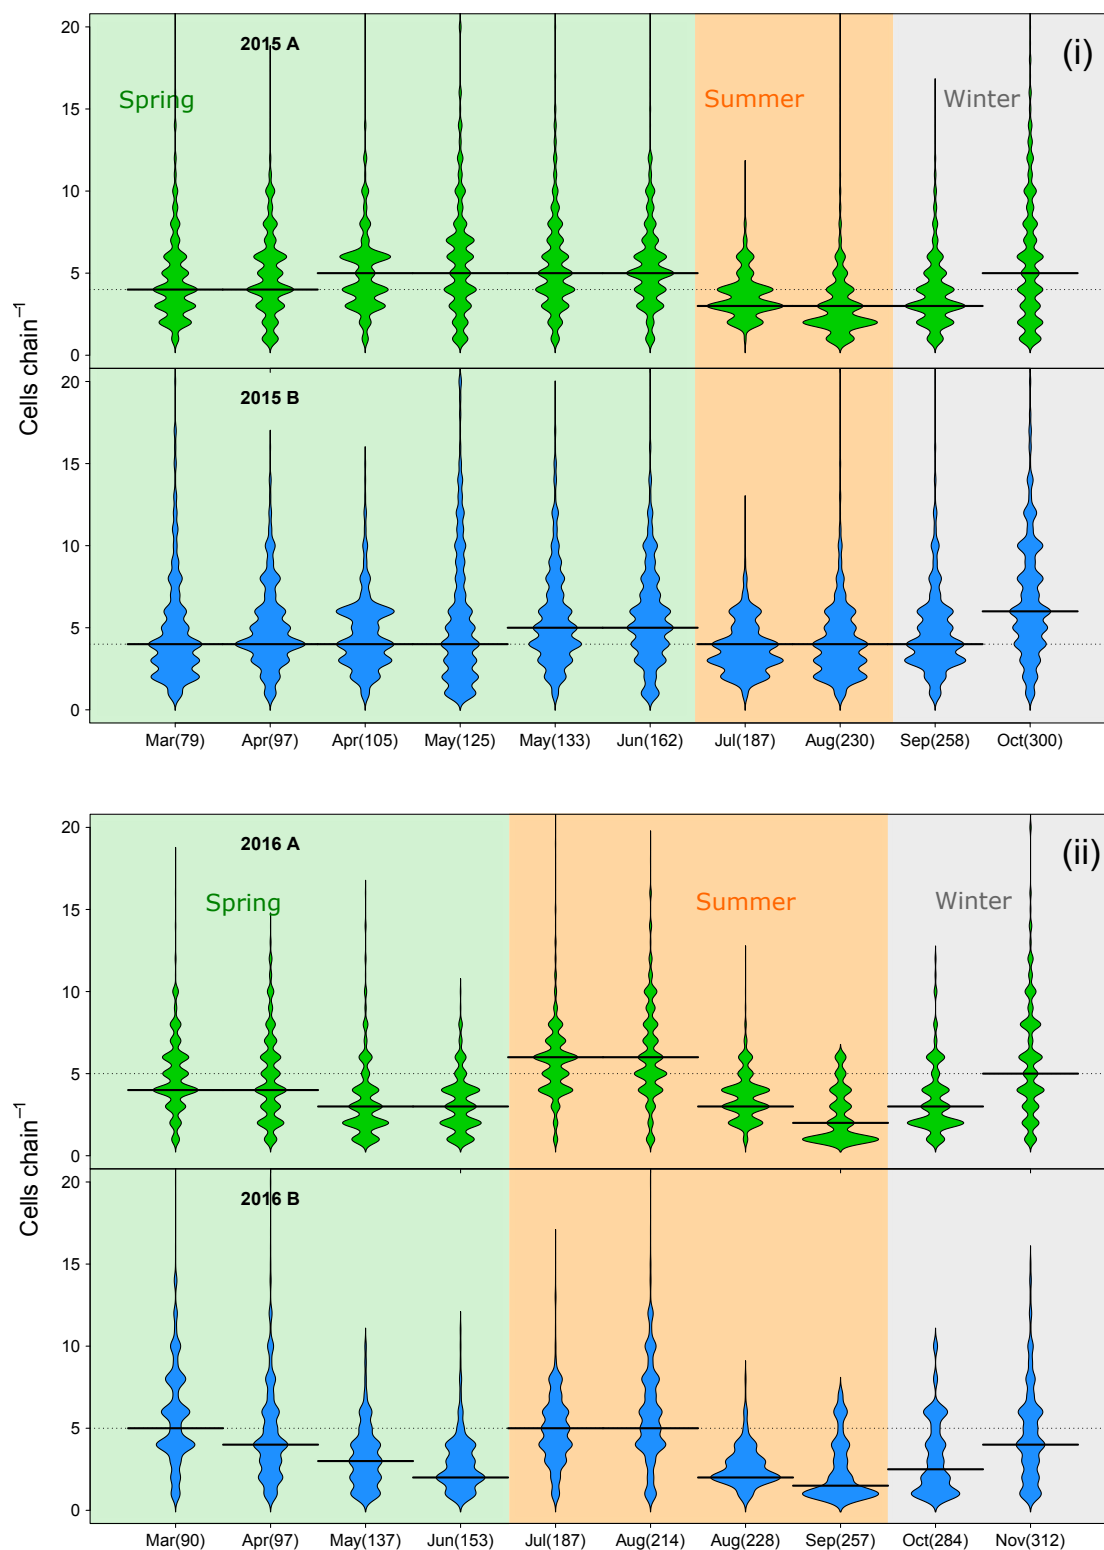 20
2015 A
(i)
Spring
Summer
Winter
15
10
5
0
Cells chain⁻¹
20
2015 B
15
10
5
0
Mar(79) Apr(97) Apr(105) May(125) May(133) Jun(162) Jul(187) Aug(230) Sep(258) Oct(300)
20
2016 A
(ii)
Spring
Summer
Winter
15
10
5
0
Cells chain⁻¹
20
2016 B
15
10
5
0
Mar(90) Apr(97) May(137) Jun(153) Jul(187) Aug(214) Aug(228) Sep(257) Oct(284) Nov(312)